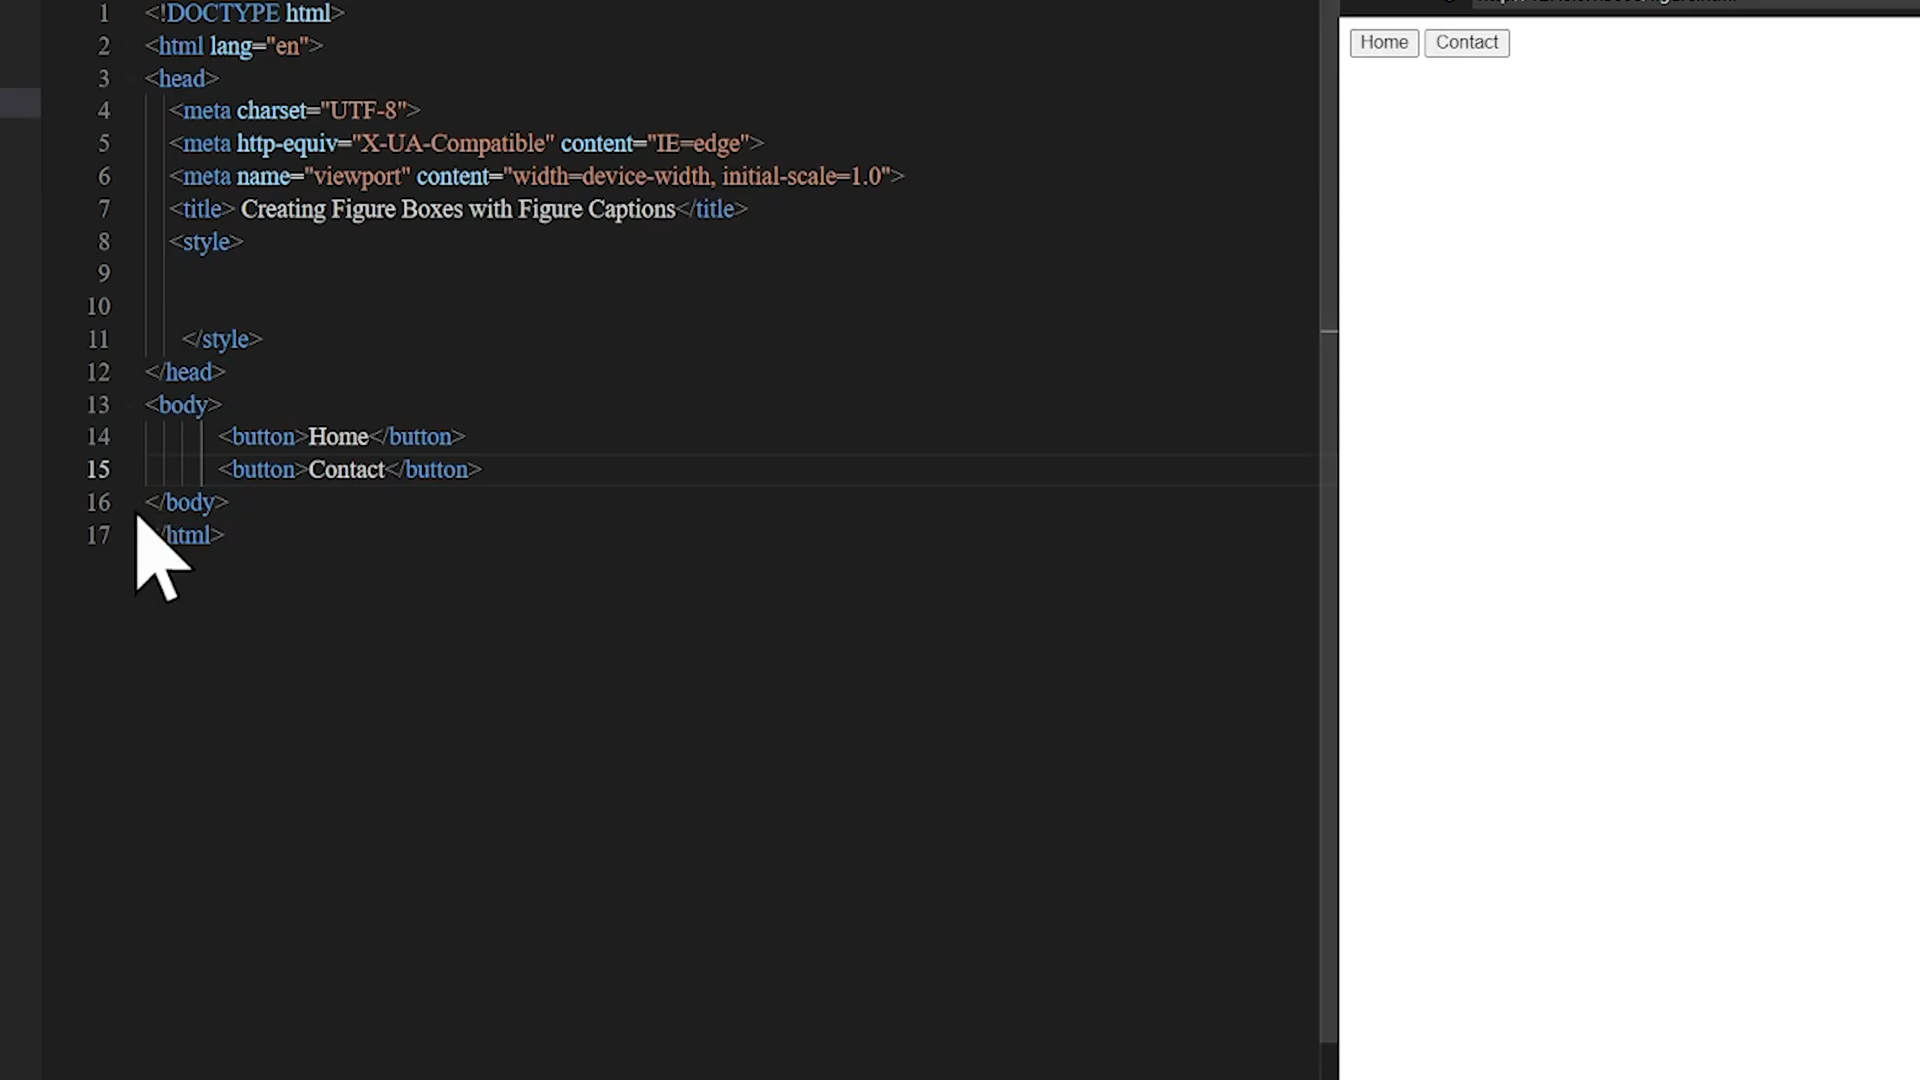 1 <!DOCTYPE html>
2 <html lang="en">
3 <head>
4 <meta charset="UTF-8">
5 <meta http-equiv="X-UA-Compatible" content="IE=edge">
6 <meta name="viewport" content="width=device-width, initial-scale=1.0">
7 <title> Creating Figure Boxes with Figure Captions</title>
8 <style>
9
10
11 </style>
12 </head>
13 <body>
14 <button>Home</button>
15 <button>Contact</button>
16 </body>
17 /html>
Home Contact